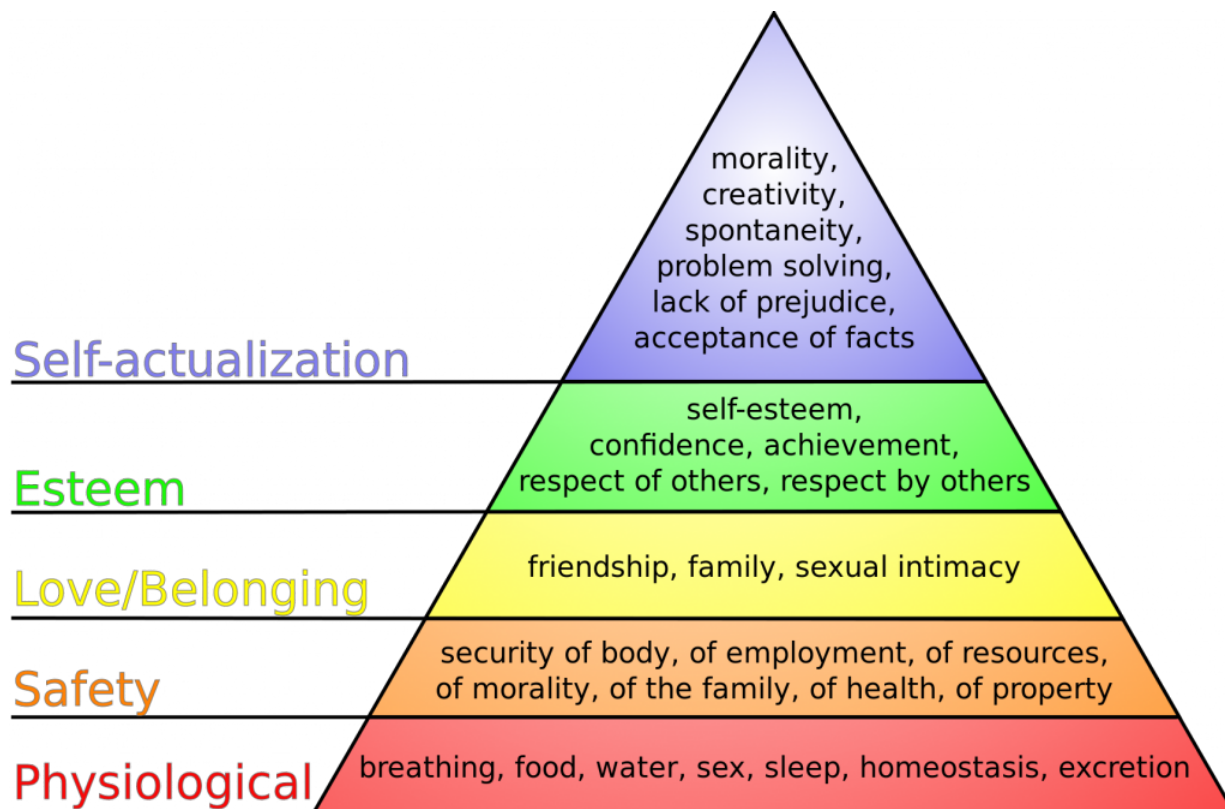 morality,
creativity,
spontaneity,
problem solving,
lack of prejudice,
acceptance of facts
Self-actualization
self-esteem,
confidence, achievement,
respect of others, respect by others
Esteem
friendship, family, sexual intimacy
Love/Belonging
security of body, of employment, of resources,
of morality, of the family, of health, of property
Safety
breathing, food, water, sex, sleep, homeostasis, excretion
Physiological